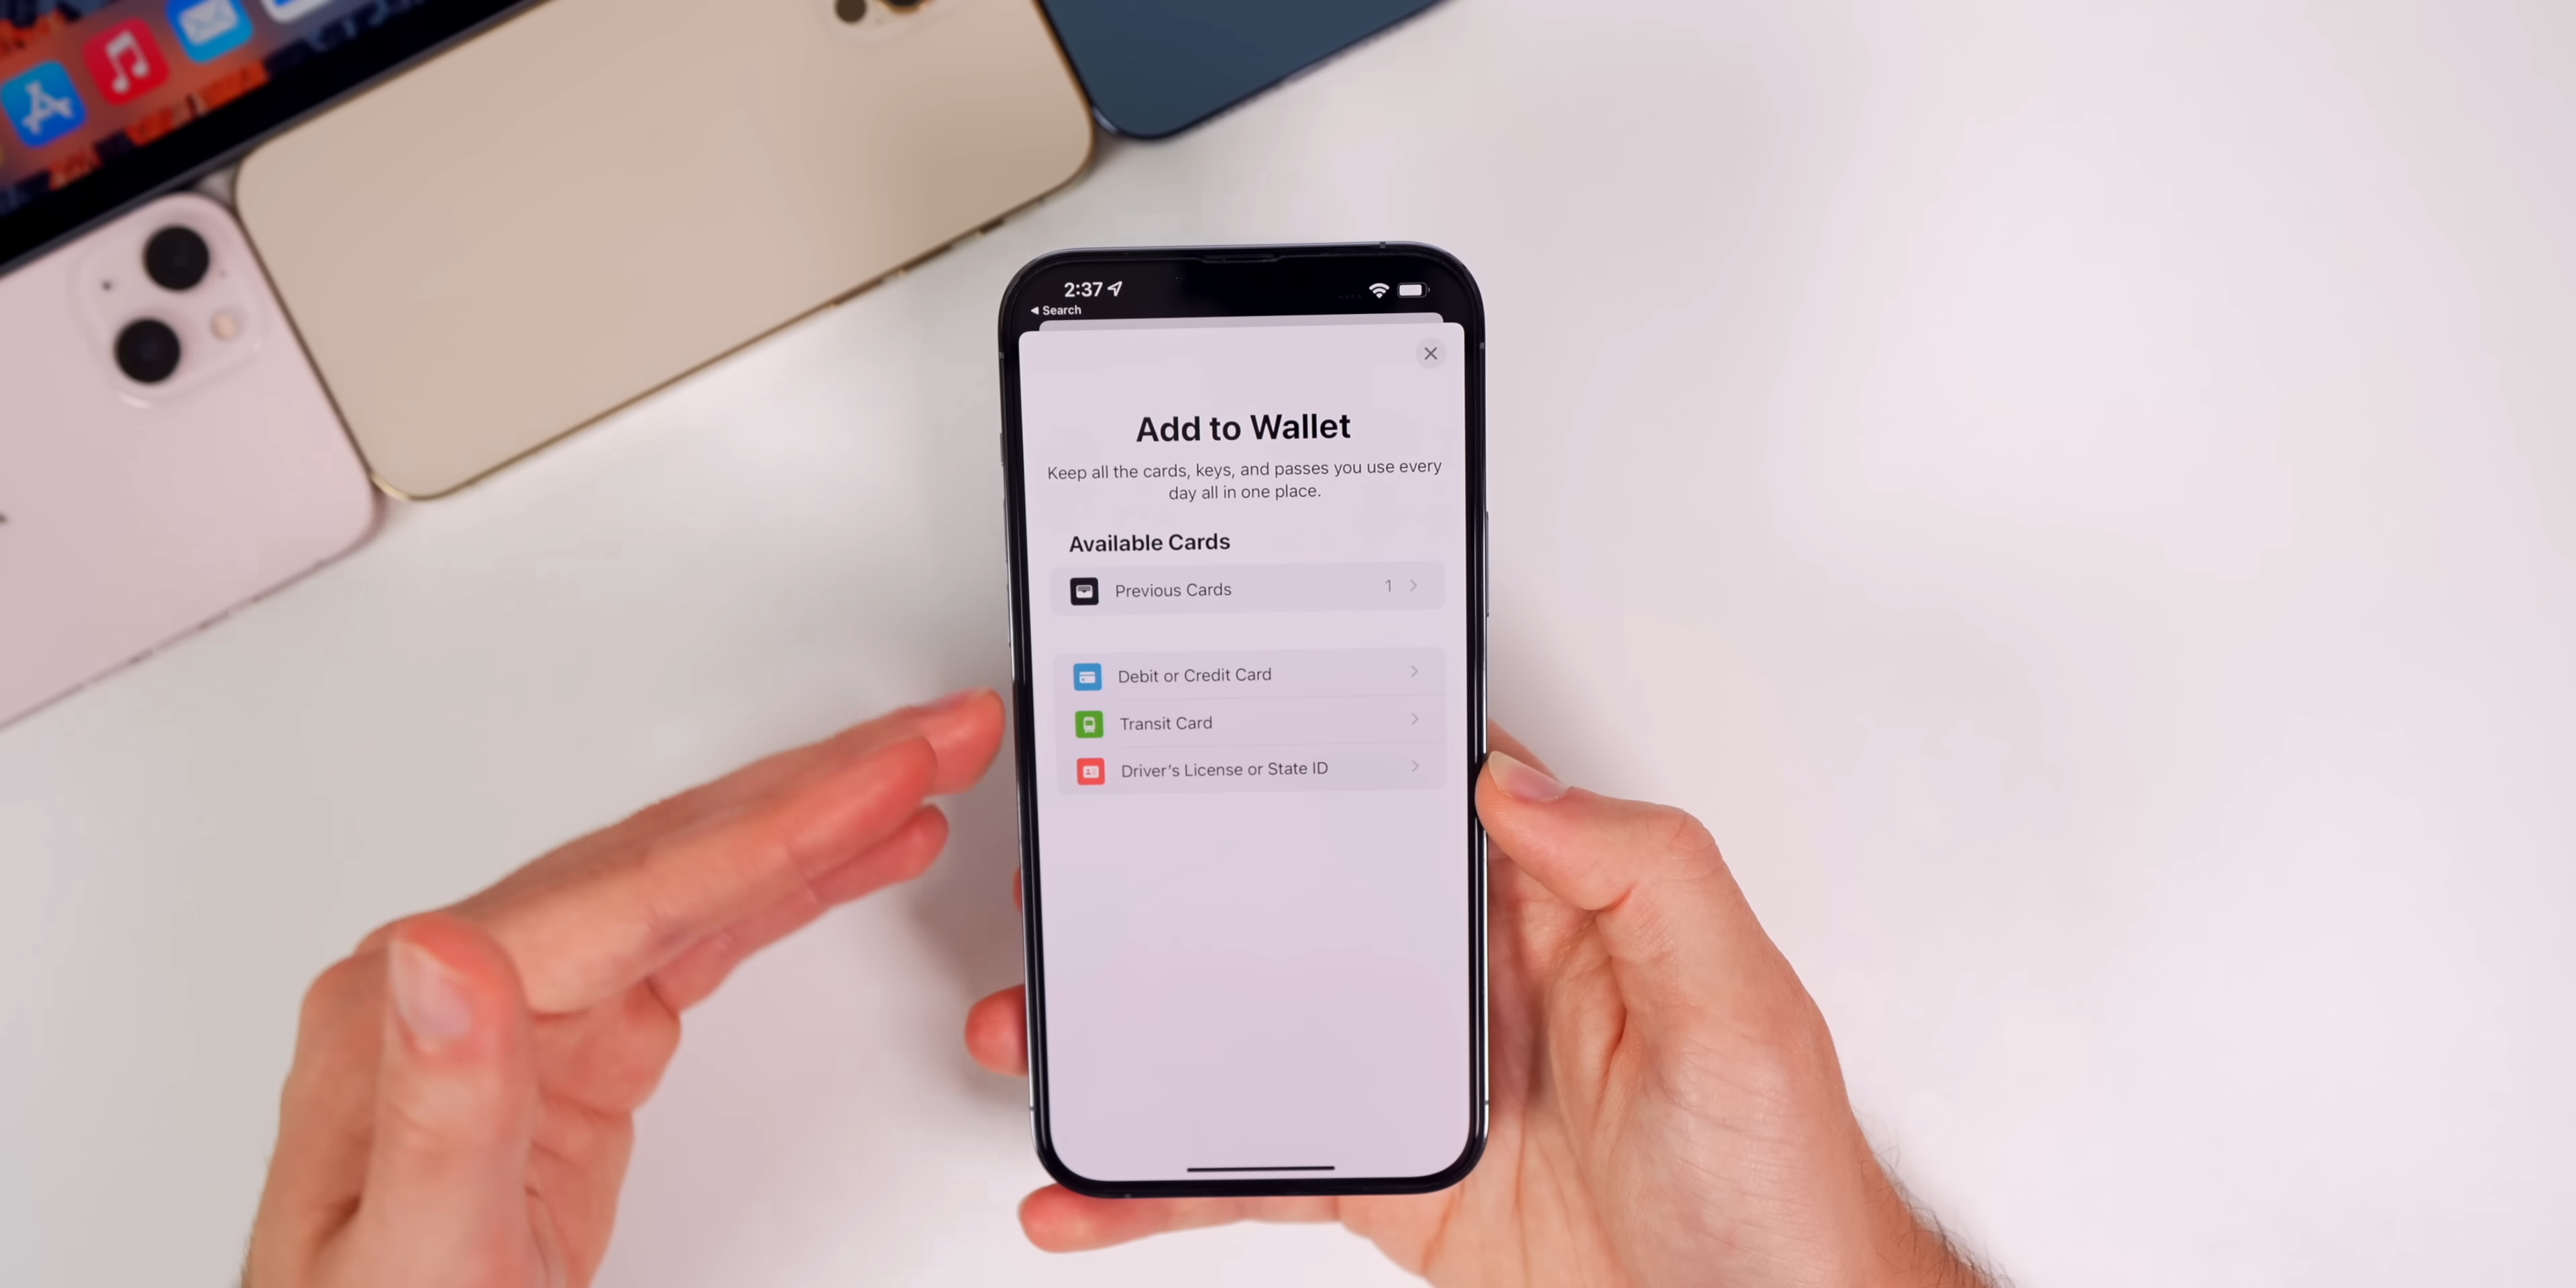 2:37
Search
Add to Wallet
Keep all the cards, keys, and passes you use every
day all in one place.
Available Cards
Previous Cards 1
Debit or Credit Card
Transit Card
Driver's License or State ID